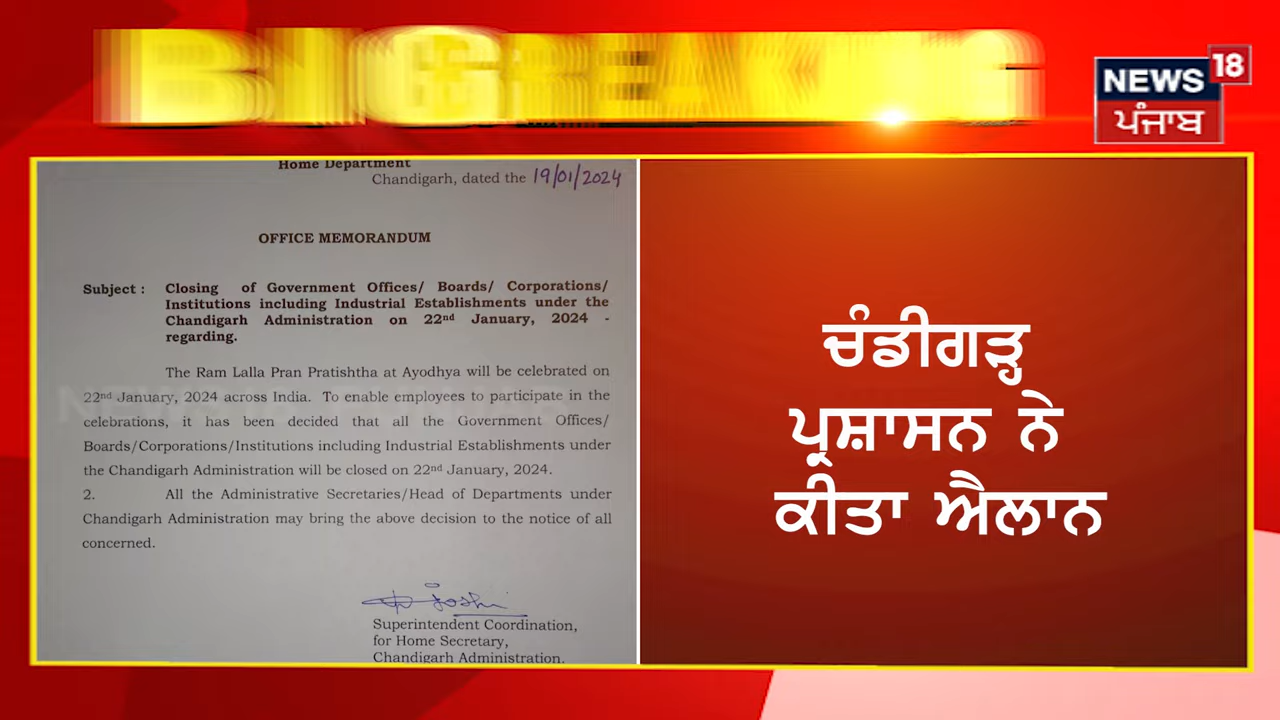 BIG BREAKING
NEWS 18
ਪੰਜਾਬ
Home Department
Chandigarh, dated the 19/01/2024
OFFICE MEMORANDUM
Subject : Closing of Government Offices/ Boards/ Corporations/
Institutions including Industrial Establishments under the
Chandigarh Administration on 22nd January, 2024 -
regarding.
The Ram Lalla Pran Pratishtha at Ayodhya will be celebrated on
22nd January, 2024 across India. To enable employees to participate in the
celebrations, it has been decided that all the Government Offices/
Boards/Corporations/Institutions including Industrial Establishments under
the Chandigarh Administration will be closed on 22nd January, 2024.
2. All the Administrative Secretaries/Head of Departments under
Chandigarh Administration may bring the above decision to the notice of all
concerned.
Joshi
Superintendent Coordination,
for Home Secretary,
Chandigarh Administration.
ਚੰਡੀਗੜ੍ਹ
ਪ੍ਰਸ਼ਾਸਨ ਨੇ
ਕੀਤਾ ਐਲਾਨ